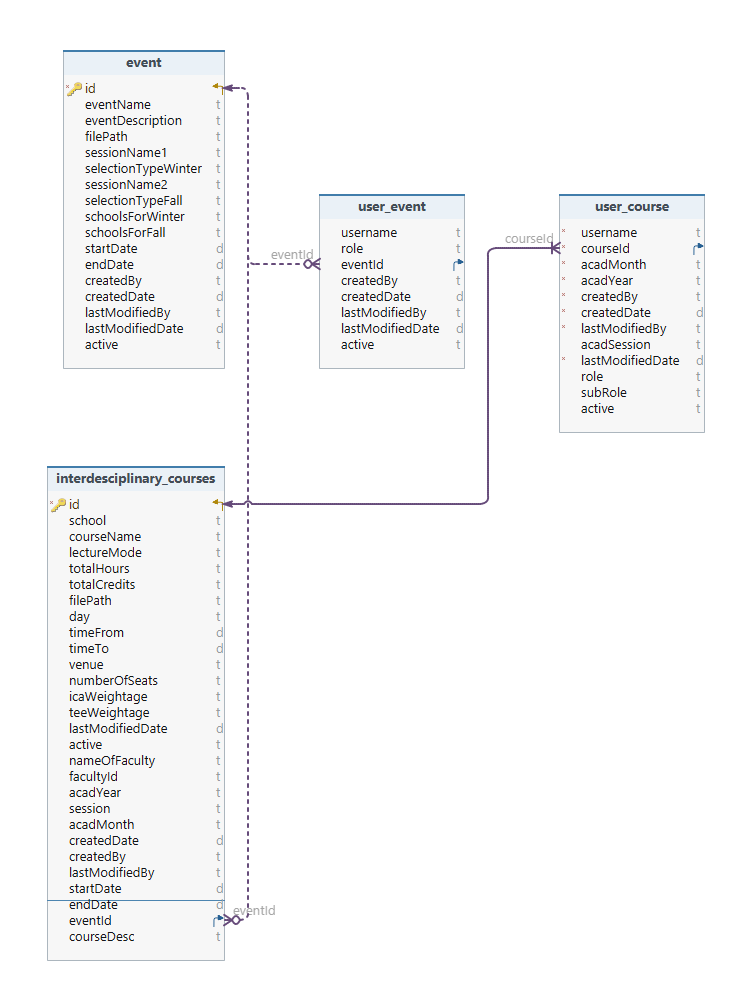 event
id
eventName t
eventDescription t
filePath t
sessionName1 t
selectionTypeWinter t
sessionName2 t
selectionTypeFall t
schoolsForWinter t
schoolsForFall t
startDate d
endDate d
createdBy t
createdDate d
lastModifiedBy t
lastModifiedDate d
active t
user_event
username t
role t
eventId
createdBy t
createdDate d
lastModifiedBy t
lastModifiedDate d
active t
eventId
user_course
* username t
* courseId
* acadMonth t
* acadYear t
* createdBy t
* createdDate d
* lastModifiedBy t
acadSession t
* lastModifiedDate d
role t
subRole t
active t
courseId
interdesciplinary_courses
* id
school t
courseName t
lectureMode t
totalHours t
totalCredits t
filePath t
day t
timeFrom d
timeTo d
venue t
numberOfSeats t
icaWeightage t
teeWeightage t
lastModifiedDate d
active t
nameOfFaculty t
facultyId t
acadYear t
session t
acadMonth t
createdDate d
createdBy t
lastModifiedBy t
startDate d
endDate d
eventId
courseDesc t
eventId